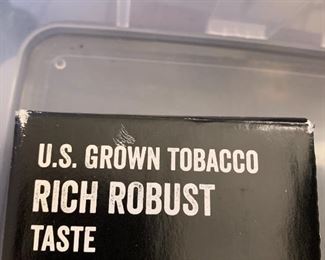 U.S. GROWN TOBACCO
RICH ROBUST
TASTE